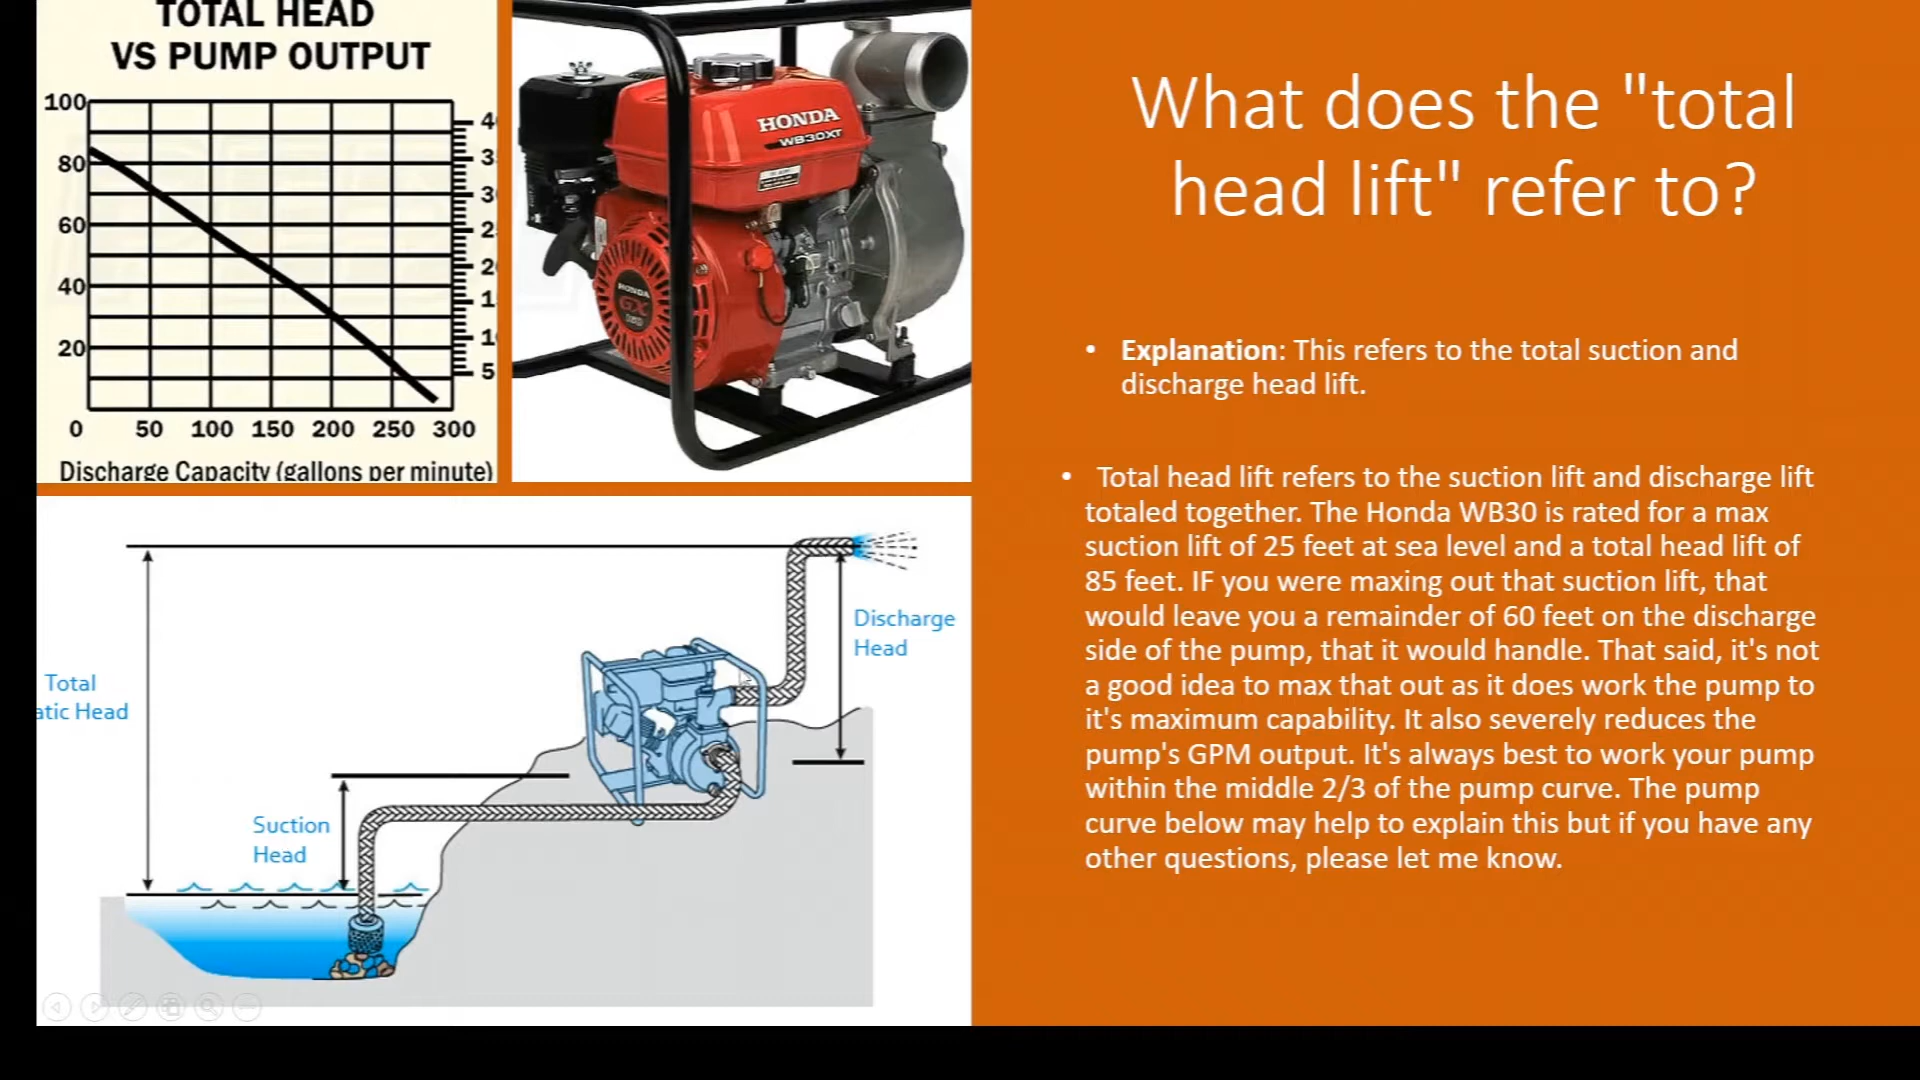 TOTAL HEAD
VS PUMP OUTPUT
100
80
60
40
20
0 50 100 150 200 250 300
4
3
3
2
2
1
1
5
Discharge Capacity (gallons per minute)
HONDA
WB30XT
HONDA
GX
What does the "total
head lift" refer to?
• Explanation: This refers to the total suction and
discharge head lift.
• Total head lift refers to the suction lift and discharge lift
totaled together. The Honda WB30 is rated for a max
suction lift of 25 feet at sea level and a total head lift of
85 feet. IF you were maxing out that suction lift, that
would leave you a remainder of 60 feet on the discharge
side of the pump, that it would handle. That said, it's not
a good idea to max that out as it does work the pump to
it's maximum capability. It also severely reduces the
pump's GPM output. It's always best to work your pump
within the middle 2/3 of the pump curve. The pump
curve below may help to explain this but if you have any
other questions, please let me know.
Discharge
Head
Total
atic Head
Suction
Head